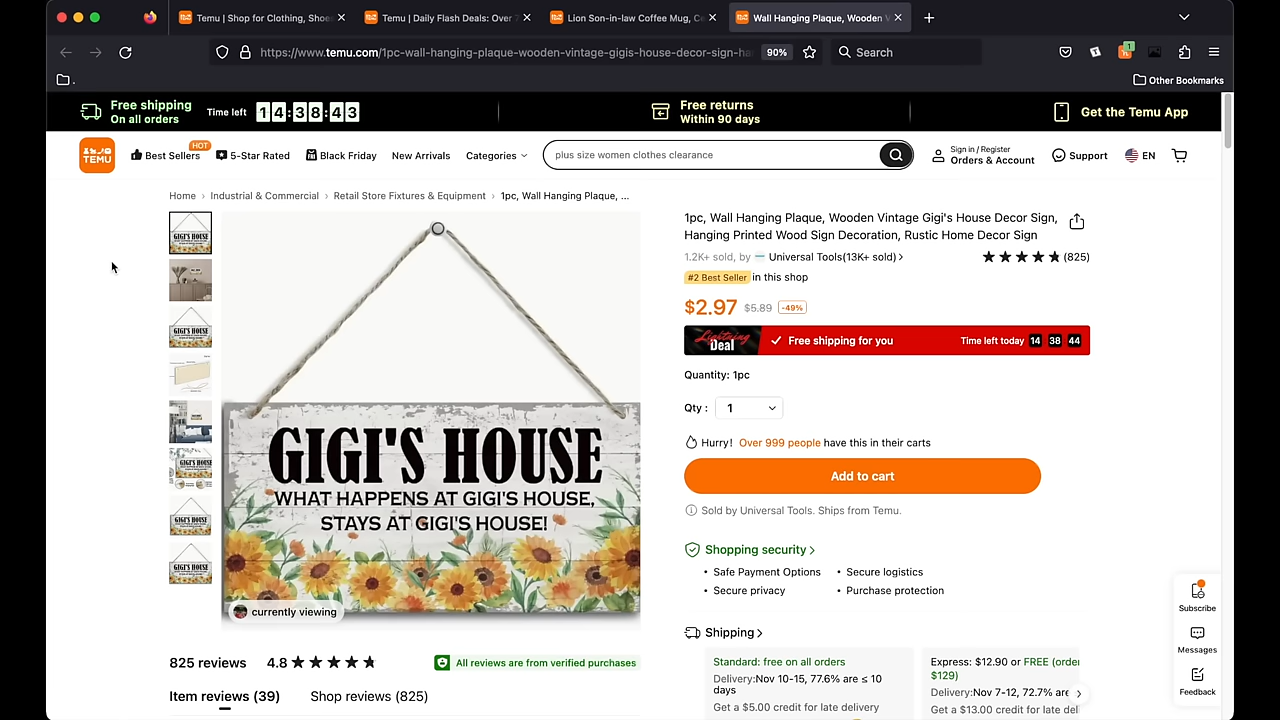 Temu | Shop for Clothing, Shoes
Temu | Daily Flash Deals: Over
Lion Son-in-law Coffee Mug, C
Wall Hanging Plaque, Wooden V
https://www.temu.com/1pc-wall-hanging-plaque-wooden-vintage-gigis-house-decor-sign-ha
90%
Search
1
.
Other Bookmarks
Free shipping
On all orders
Time left
14:38:43
Free returns
Within 90 days
Get the Temu App
TEMU
Best Sellers
HOT
5-Star Rated
Black Friday
New Arrivals
Categories
plus size women clothes clearance
Sign in / Register
Orders & Account
Support
EN
Home › Industrial & Commercial › Retail Store Fixtures & Equipment › 1pc, Wall Hanging Plaque, ...
1pc, Wall Hanging Plaque, Wooden Vintage Gigi's House Decor Sign,
Hanging Printed Wood Sign Decoration, Rustic Home Decor Sign
1.2K+ sold, by Universal Tools(13K+ sold) ›
(825)
#2 Best Seller in this shop
$2.97 $5.89 -49%
Lightning
Deal
Free shipping for you
Time left today 14 38 44
Quantity: 1pc
Qty : 1
Hurry! Over 999 people have this in their carts
Add to cart
Sold by Universal Tools. Ships from Temu.
Shopping security ›
• Safe Payment Options
• Secure logistics
• Secure privacy
• Purchase protection
Shipping ›
Standard: free on all orders
Delivery:Nov 10-15, 77.6% are ≤ 10
days
Get a $5.00 credit for late delivery
Express: $12.90 or FREE (order
$129)
Delivery:Nov 7-12, 72.7% are
Get a $13.00 credit for late del
GIGI'S HOUSE
WHAT HAPPENS AT GIGI'S HOUSE,
STAYS AT GIGI'S HOUSE!
currently viewing
825 reviews
4.8
All reviews are from verified purchases
Item reviews (39)
Shop reviews (825)
Subscribe
Messages
Feedback